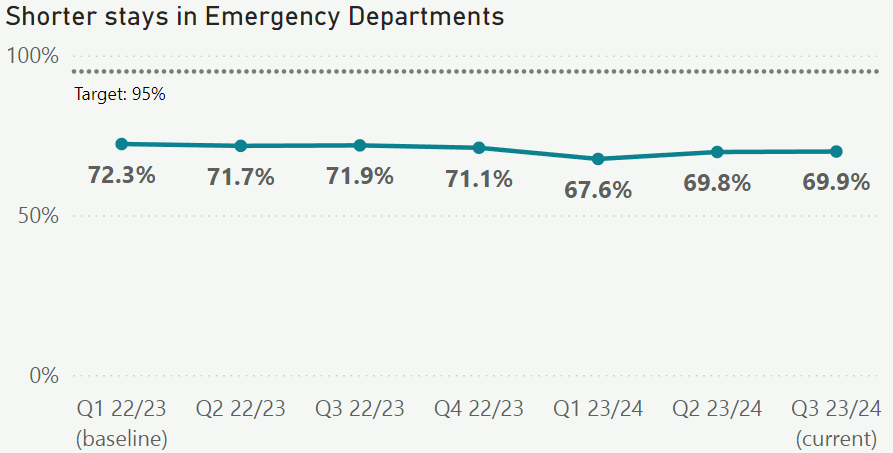 Shorter stays in Emergency Departments
100%
Target: 95%
72.3% 71.7% 71.9% 71.1% 67.6% 69.8% 69.9%
50%
0%
Q1 22/23 Q2 22/23 Q3 22/23 Q4 22/23 Q1 23/24 Q2 23/24 Q3 23/24
(baseline) (current)